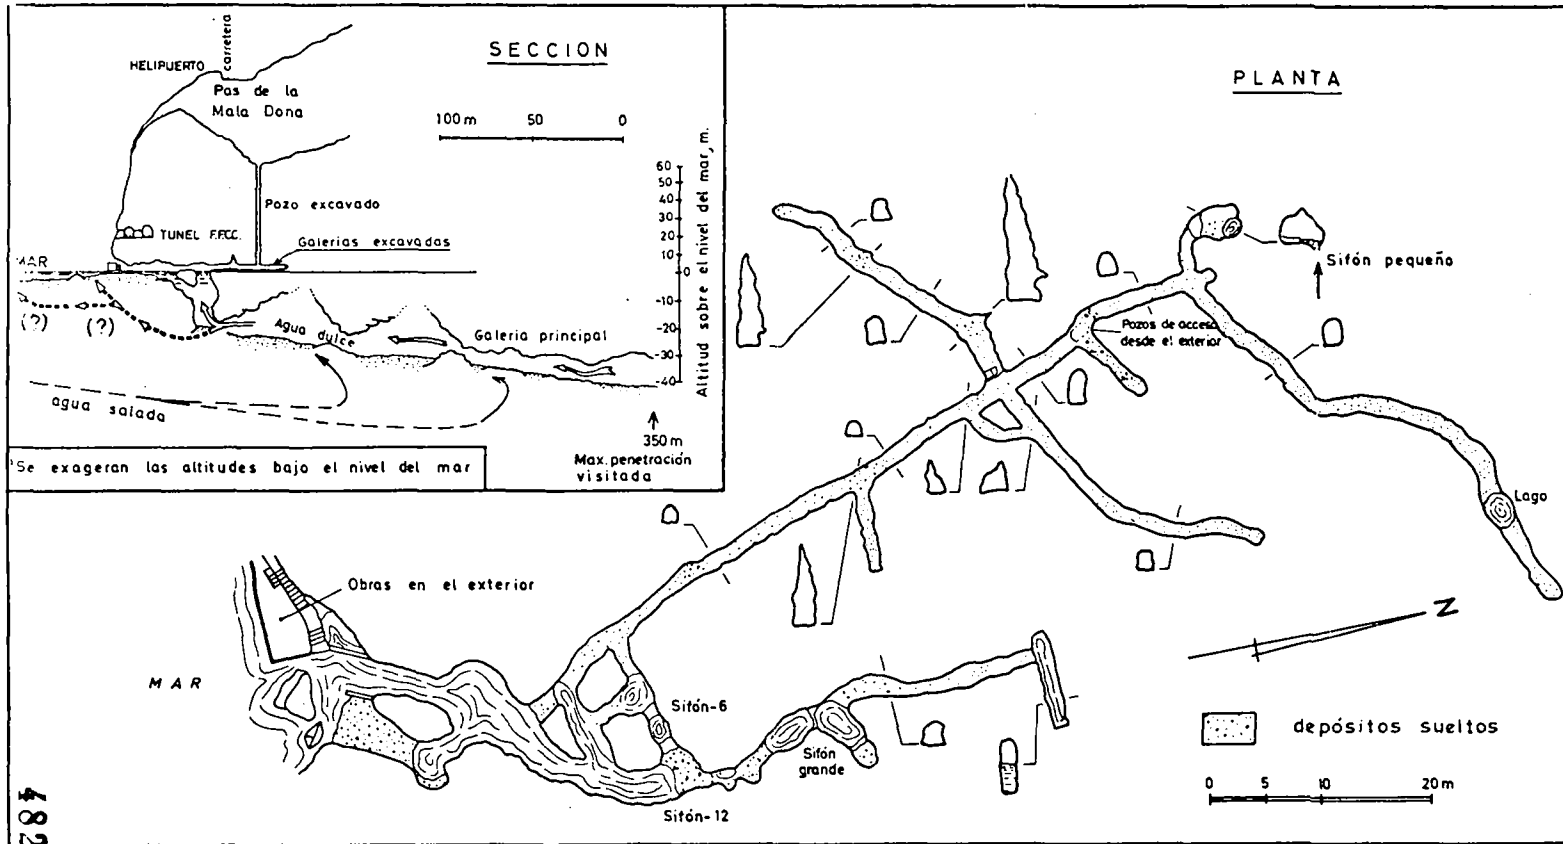 SECCION
carretera
HELIPUERTO
Pas de la
Mala Dona
100 m 50 0
Pozo excavado
TUNEL F.F.C.C.
Galerías excavadas
MAR
(?) (?)
Agua dulce
Galería principal
agua salada
60
50
40
30
20
10
0
-10
-20
-30
-40
Altitud sobre el nivel del mar, m.
350 m
Max. penetración
visitada
Se exageran las altitudes bajo el nivel del mar
PLANTA
Sifón pequeño
Pozos de acceso
desde el exterior
Lago
Obras en el exterior
MAR
Sifón-6
Sifón
grande
Sifón-12
N
depósitos sueltos
0 5 10 20 m
482